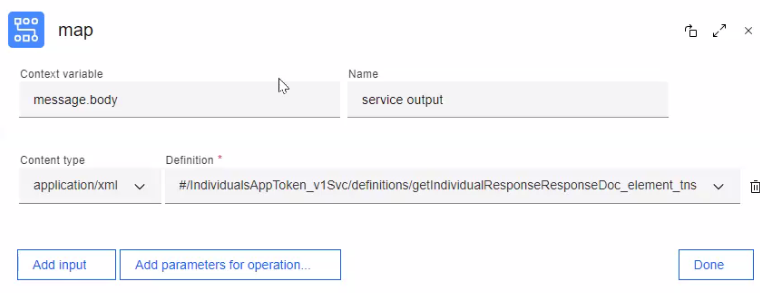 map
Context variable
Name
message.body
service output
Content type
Definition *
application/xml
#/IndividualsAppToken_v1Svc/definitions/getIndividualResponseResponseDoc_element_tns
Add input
Add parameters for operation...
Done